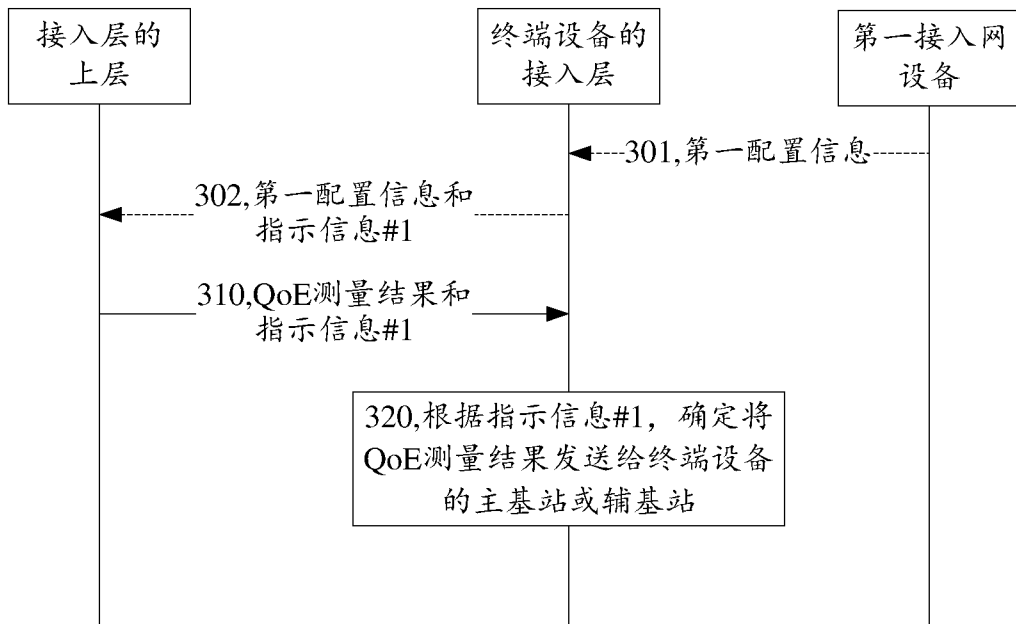 接入层的
上层
终端设备的
接入层
第一接入网
设备
301,第一配置信息
302,第一配置信息和
指示信息#1
310,QoE测量结果和
指示信息#1
320,根据指示信息#1，确定将
QoE测量结果发送给终端设备
的主基站或辅基站